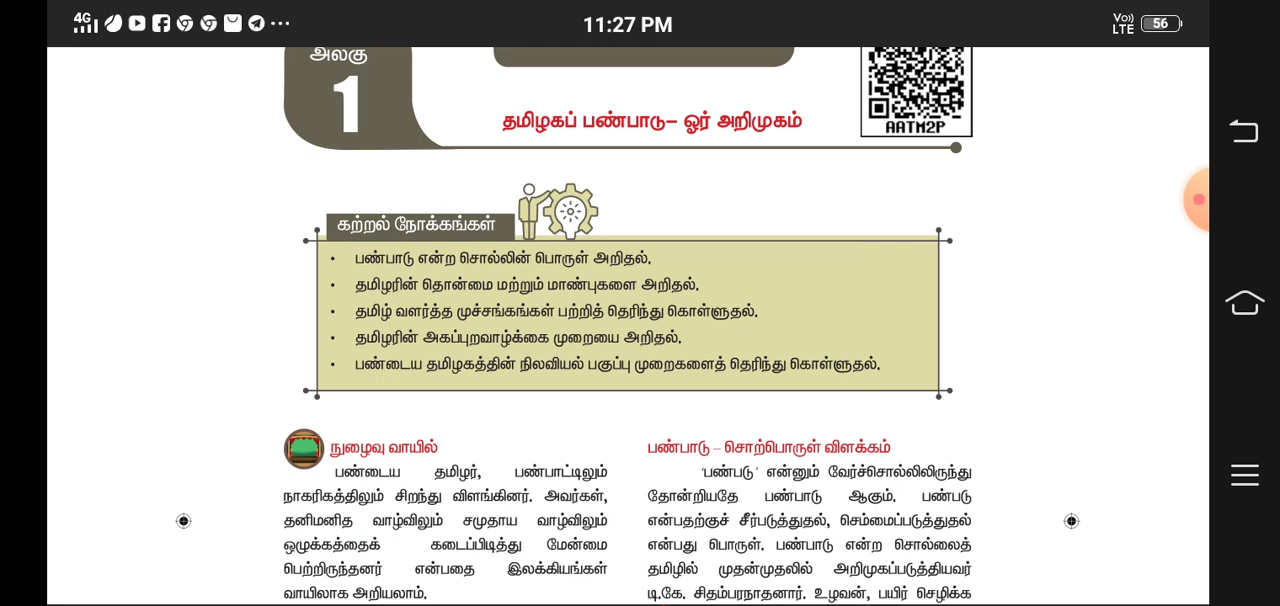 4G
11:27 PM
Vo))
LTE
56
அலகு
1
தமிழகப் பண்பாடு– ஓர் அறிமுகம்
AATM2P
கற்றல் நோக்கங்கள்
• பண்பாடு என்ற சொல்லின் பொருள் அறிதல்.
• தமிழரின் தொன்மை மற்றும் மாண்புகளை அறிதல்.
• தமிழ் வளர்த்த முச்சங்கங்கள் பற்றித் தெரிந்து கொள்ளுதல்.
• தமிழரின் அகப்புறவாழ்க்கை முறையை அறிதல்.
• பண்டைய தமிழகத்தின் நிலவியல் பகுப்பு முறைகளைத் தெரிந்து கொள்ளுதல்.
நுழைவு வாயில்
பண்டைய தமிழர், பண்பாட்டிலும்
நாகரிகத்திலும் சிறந்து விளங்கினர். அவர்கள்,
தனிமனித வாழ்விலும் சமுதாய வாழ்விலும்
ஒழுக்கத்தைக் கடைப்பிடித்து மேன்மை
பெற்றிருந்தனர் என்பதை இலக்கியங்கள்
வாயிலாக அறியலாம்.
பண்பாடு – சொற்பொருள் விளக்கம்
'பண்படு' என்னும் வேர்ச்சொல்லிலிருந்து
தோன்றியதே பண்பாடு ஆகும். பண்படு
என்பதற்குச் சீர்படுத்துதல், செம்மைப்படுத்துதல்
என்பது பொருள். பண்பாடு என்ற சொல்லைத்
தமிழில் முதன்முதலில் அறிமுகப்படுத்தியவர்
டி.கே. சிதம்பரநாதனார். உழவன், பயிர் செழிக்க